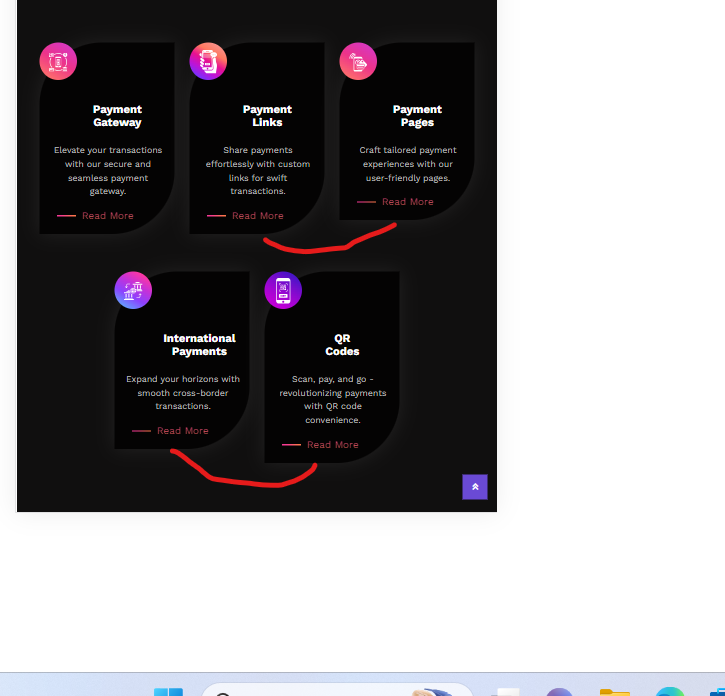 Payment
Gateway
Elevate your transactions
with our secure and
seamless payment
gateway.
Read More
Payment
Links
Share payments
effortlessly with custom
links for swift
transactions.
Read More
Payment
Pages
Craft tailored payment
experiences with our
user-friendly pages.
Read More
International
Payments
Expand your horizons with
smooth cross-border
transactions.
Read More
QR
Codes
Scan, pay, and go -
revolutionizing payments
with QR code
convenience.
Read More